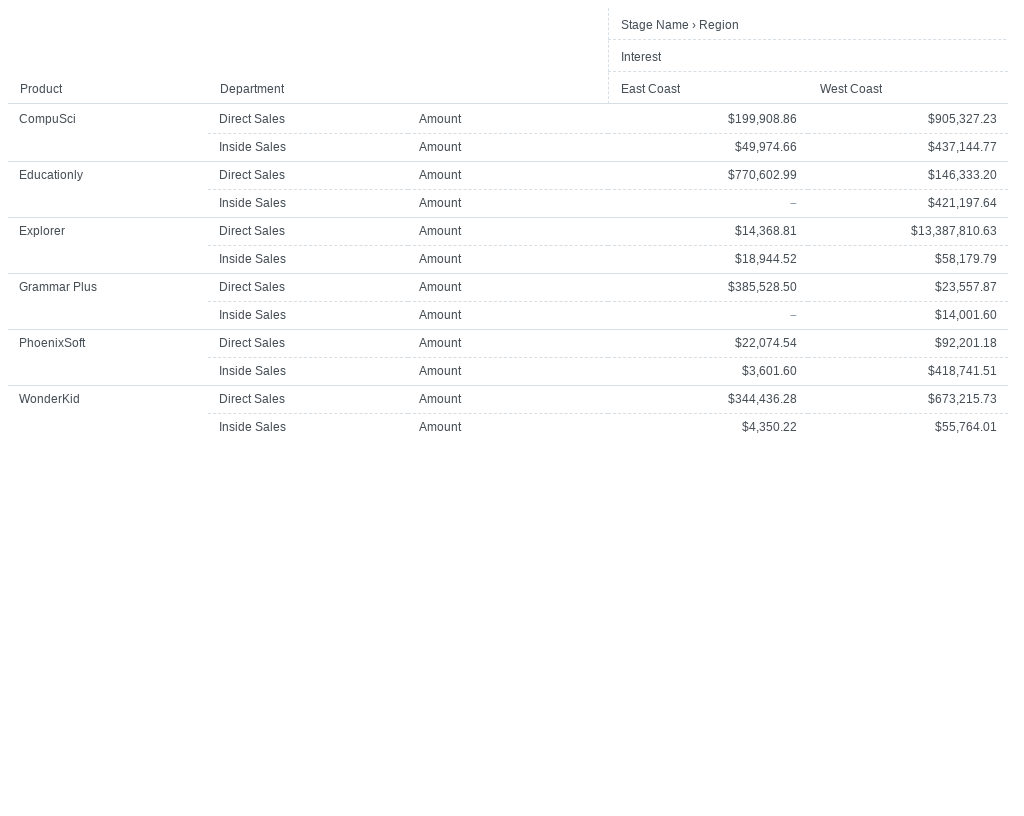 Stage Name › Region
Interest
Product Department East Coast West Coast
CompuSci Direct Sales Amount $199,908.86 $905,327.23
Inside Sales Amount $49,974.66 $437,144.77
Educationly Direct Sales Amount $770,602.99 $146,333.20
Inside Sales Amount – $421,197.64
Explorer Direct Sales Amount $14,368.81 $13,387,810.63
Inside Sales Amount $18,944.52 $58,179.79
Grammar Plus Direct Sales Amount $385,528.50 $23,557.87
Inside Sales Amount – $14,001.60
PhoenixSoft Direct Sales Amount $22,074.54 $92,201.18
Inside Sales Amount $3,601.60 $418,741.51
WonderKid Direct Sales Amount $344,436.28 $673,215.73
Inside Sales Amount $4,350.22 $55,764.01